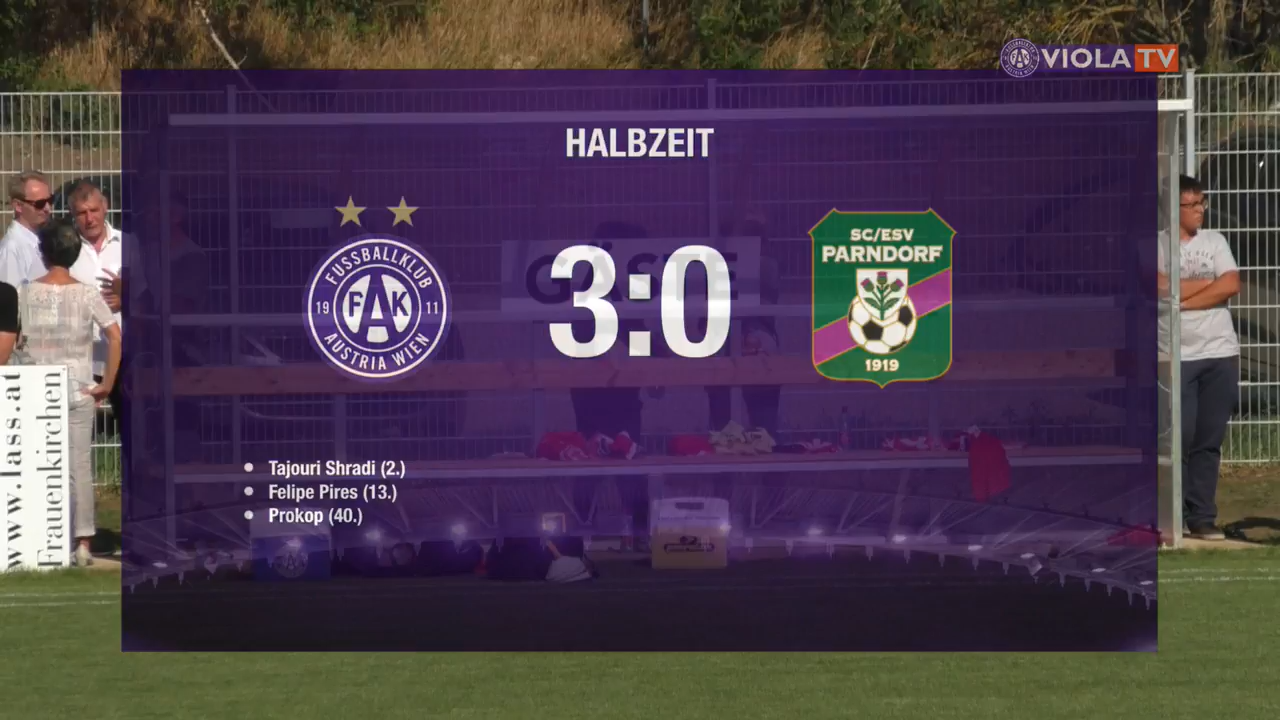 VIOLA TV
HALBZEIT
FUSSBALLKLUB
19 FAK 11
AUSTRIA WIEN
3:0
GÄSTE
SC/ESV
PARNDORF
1919
Tajouri Shradi (2.)
Felipe Pires (13.)
Prokop (40.)
www.lass.at
Frauenkirchen